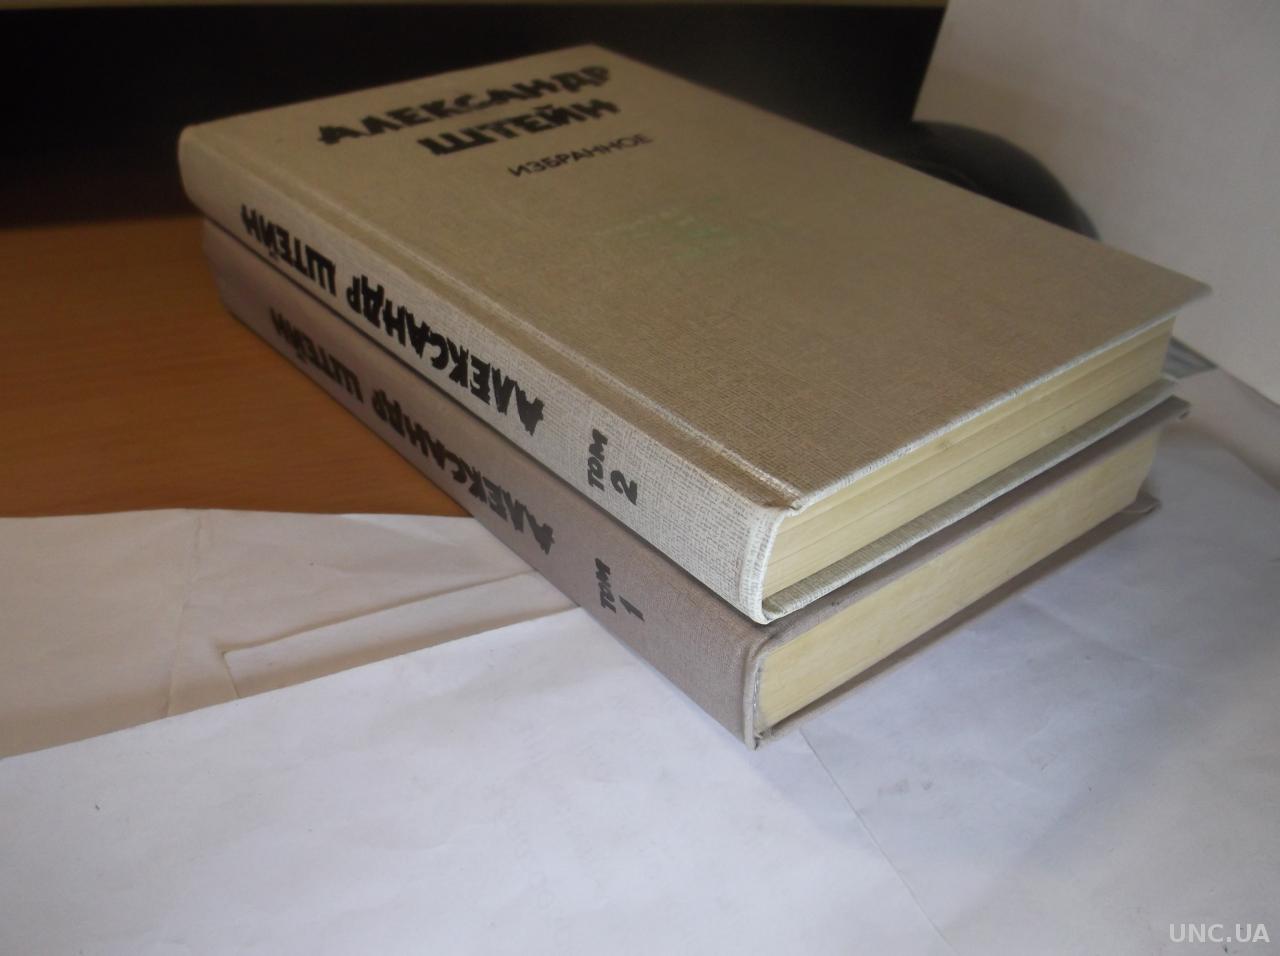 АЛЕКСАНДР
ШТЕЙН
ИЗБРАННОЕ
АЛЕКСАНДР ШТЕЙН
ТОМ
2
АЛЕКСАНДР ШТЕЙН
ТОМ
1
UNC.UA